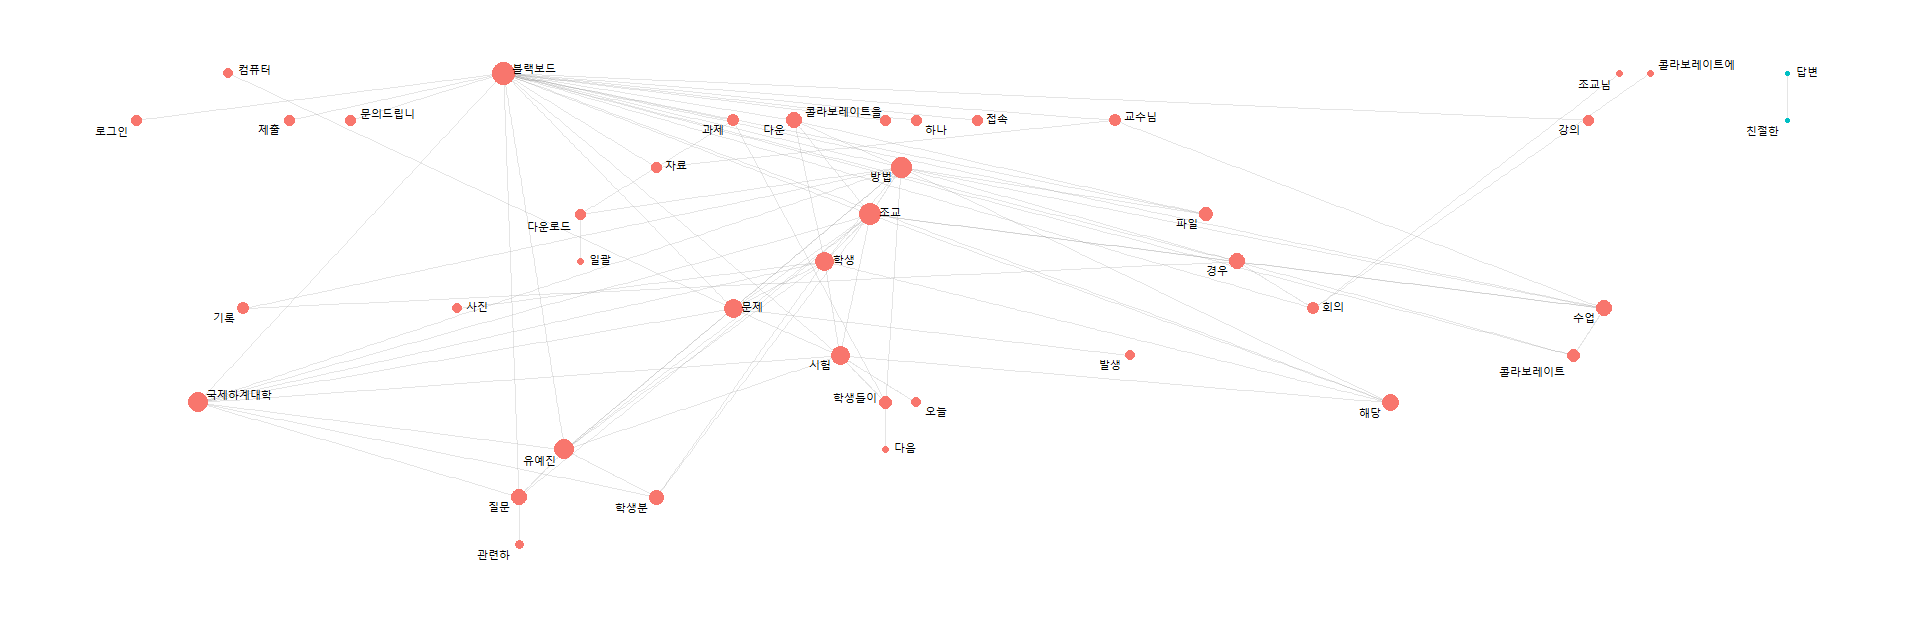 컴퓨터
블랙보드
조교님
콜라보레이트에
답변
로그인
제출
문의드립니
과제
다운
콜라보레이트을
하나
접속
교수님
강의
친절한
자료
방법
다운로드
조교
파일
일괄
학생
경우
기록
사진
문제
회의
수업
시험
발생
콜라보레이트
국제하계대학
학생들이
오늘
해당
유예진
다음
질문
학생분
관련하